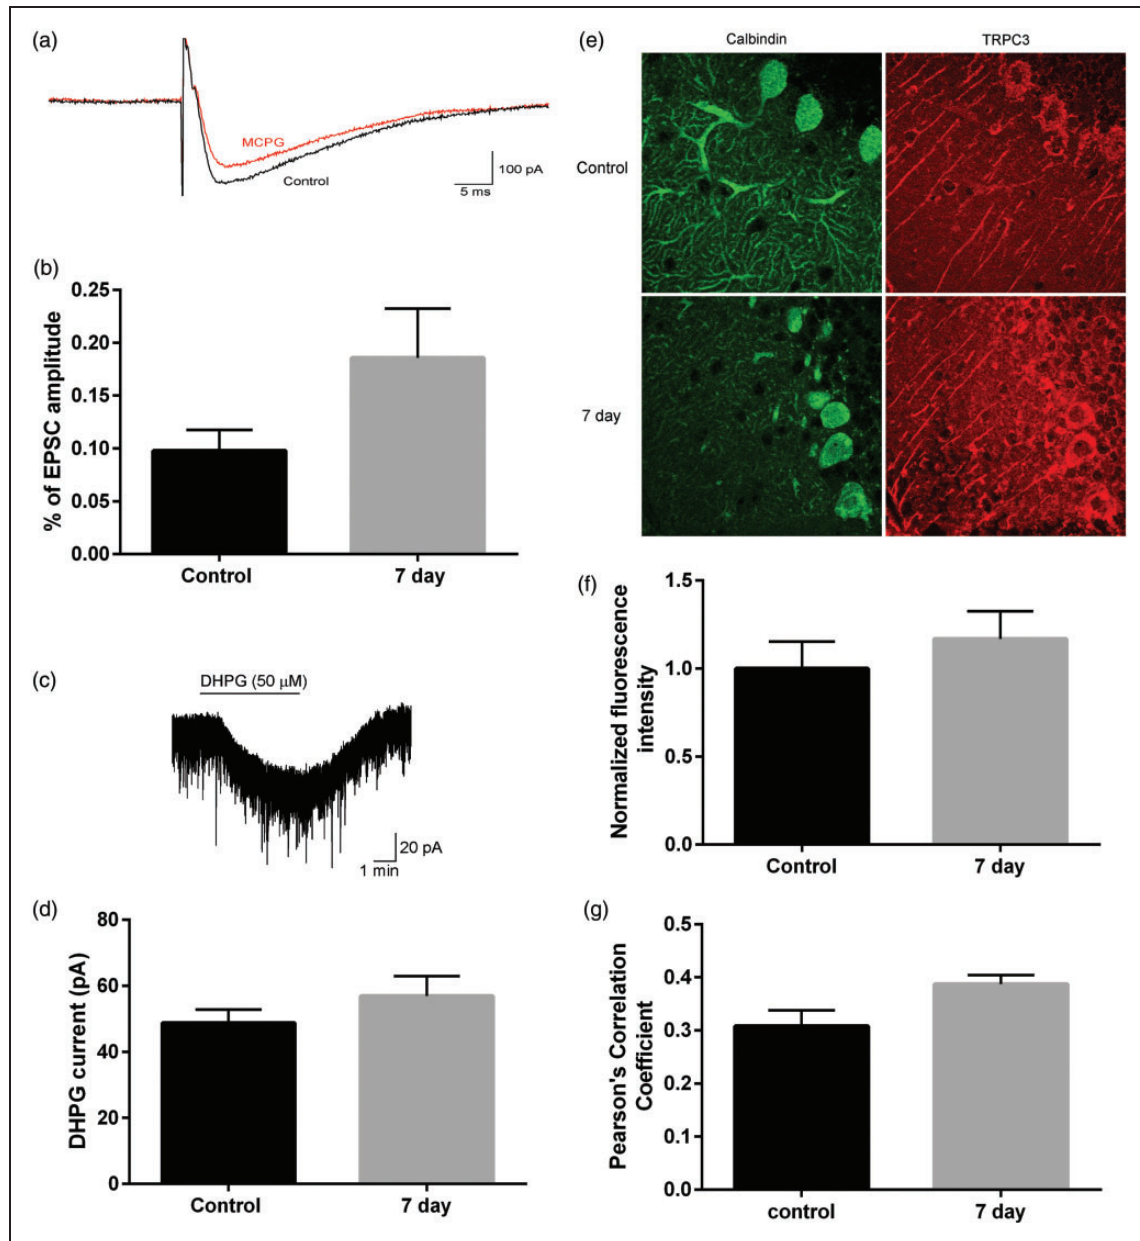 (a)
MCPG
Control
100 pA
5 ms
(b)
% of EPSC amplitude
0.25
0.20
0.15
0.10
0.05
0.00
Control 7 day
(c)
DHPG (50 µM)
20 pA
1 min
(d)
DHPG current (pA)
80
60
40
20
0
Control 7 day
(e)
Calbindin TRPC3
Control
7 day
(f)
Normalized fluorescence
intensity
1.5
1.0
0.5
0.0
Control 7 day
(g)
Pearson's Correlation
Coefficient
0.5
0.4
0.3
0.2
0.1
0.0
control 7 day